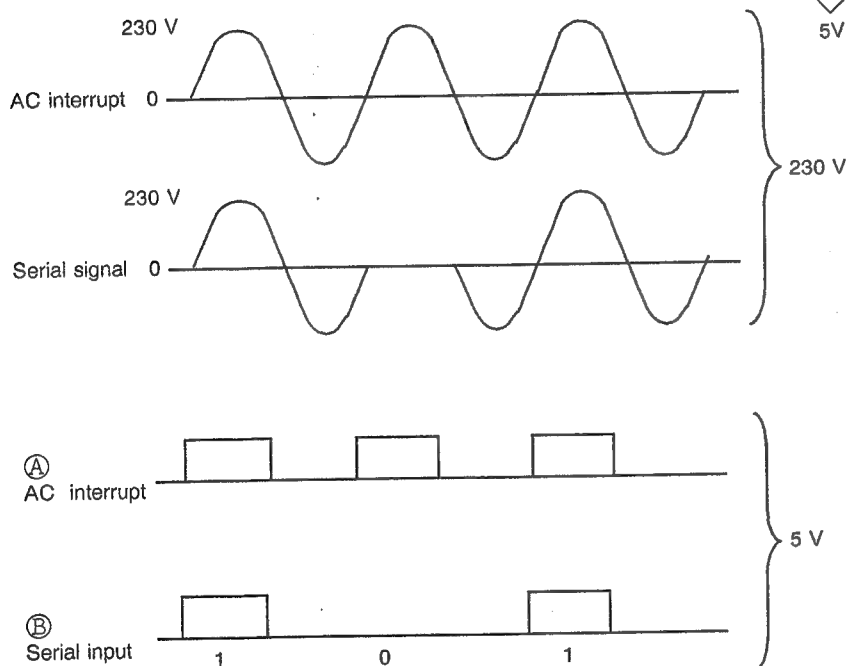 230 V
5V
AC interrupt 0
230 V
230 V
Serial signal 0
Ⓐ
AC interrupt
5 V
Ⓑ
Serial input 1 0 1